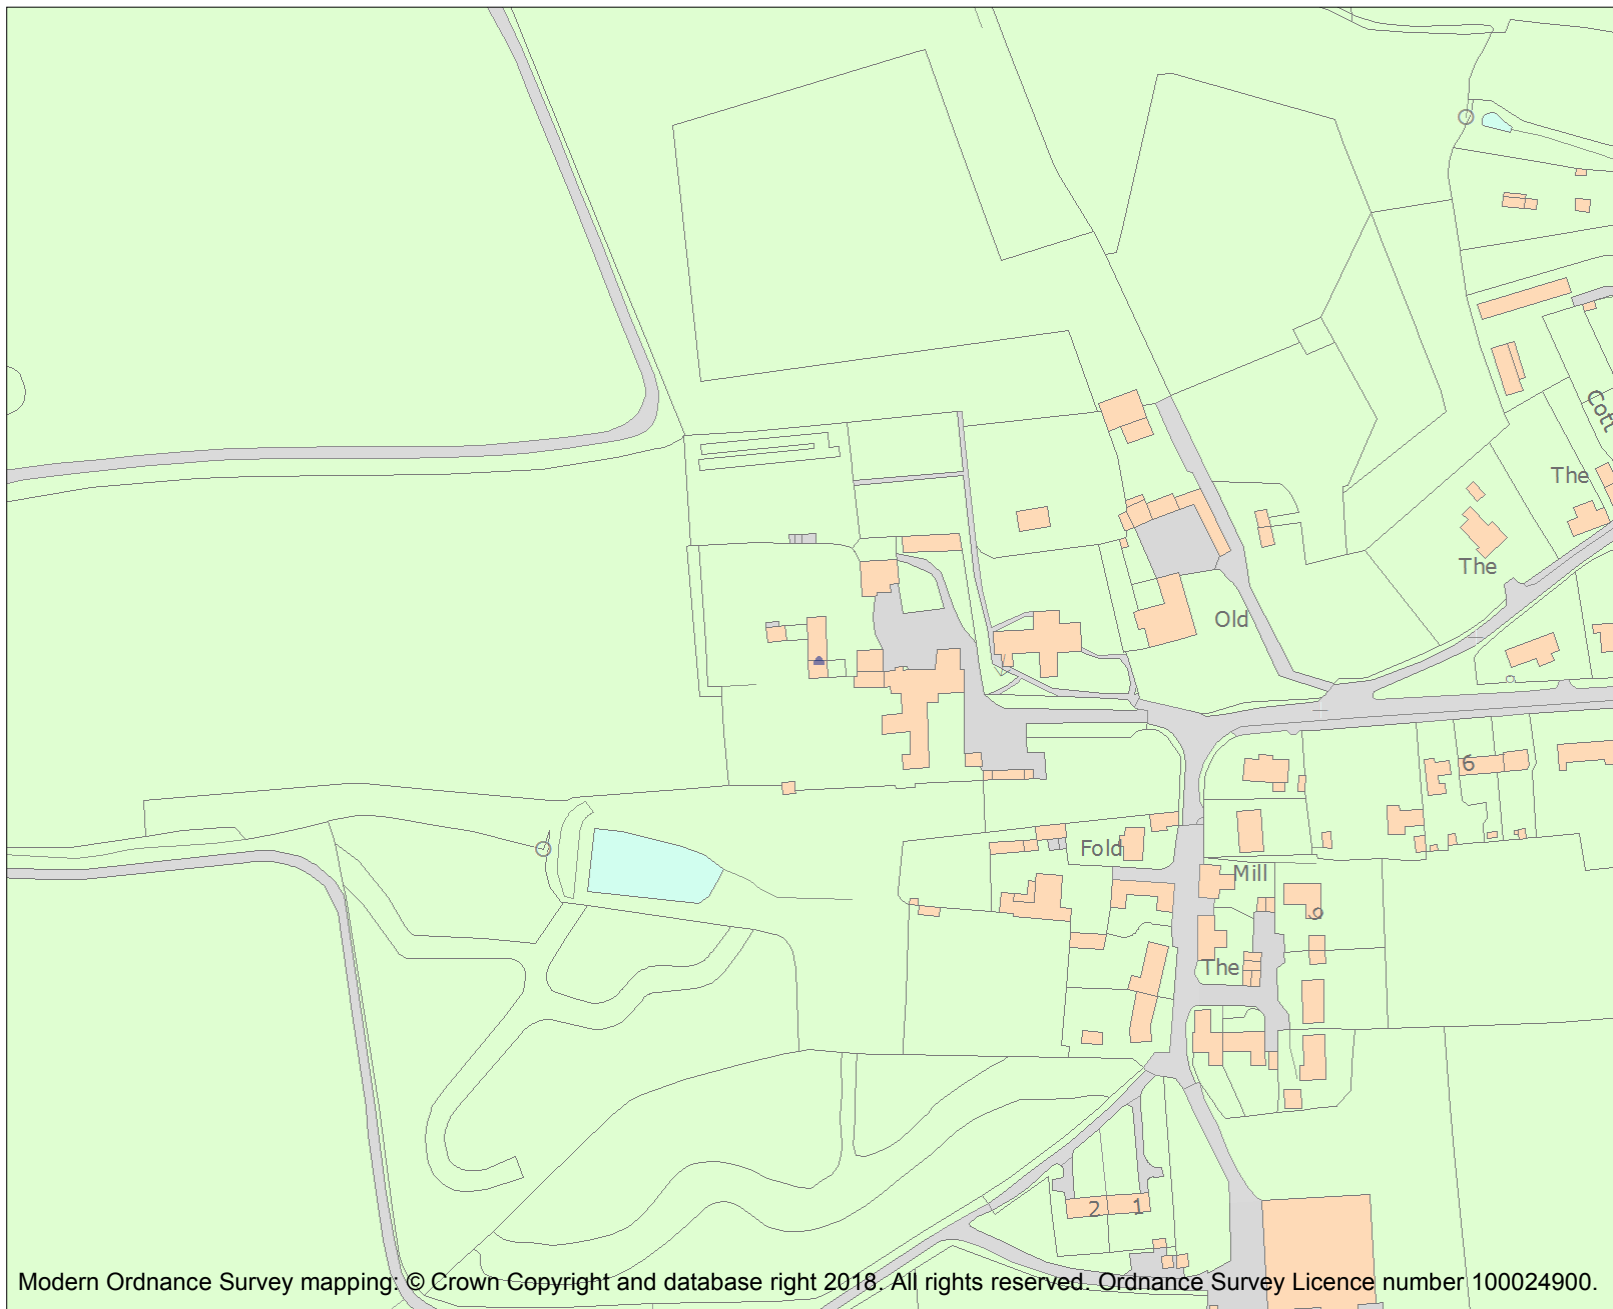 Cott
The
The
Old
6
Fold
Mill
9
The
2 1
Modern Ordnance Survey mapping: © Crown Copyright and database right 2018. All rights reserved. Ordnance Survey Licence number 100024900.